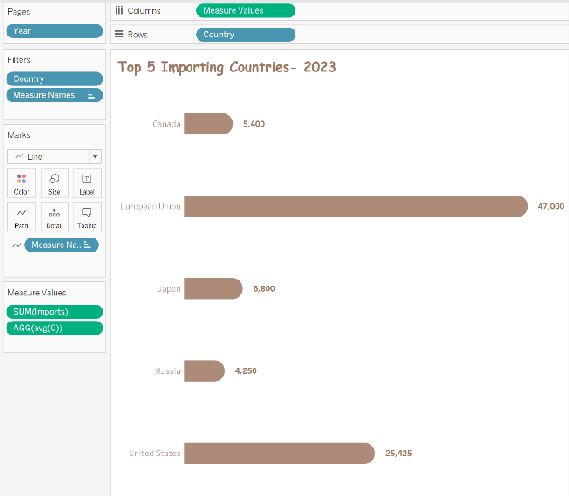 Pages
Year
Filters
Country
Measure Names
Marks
Line
Color Size Label
Path Detail Tooltip
Measure Na..
Measure Values
SUM(Imports)
AGG(avg(0))
Columns Measure Values
Rows Country
Top 5 Importing Countries- 2023
Canada 5,400
European Union 47,000
Japan 5,800
Russia 4,250
United States 25,425